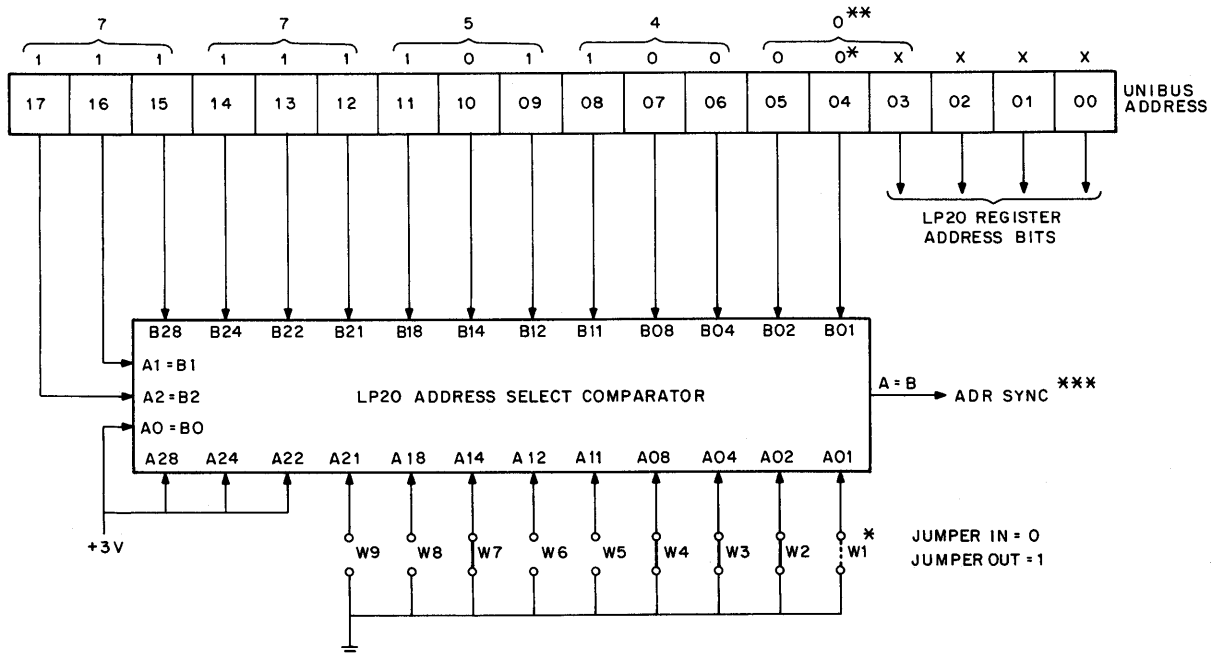 7 7 5 4 0**
1 1 1 1 1 1 1 0 1 1 0 0 0 0* X X X X
17 16 15 14 13 12 11 10 09 08 07 06 05 04 03 02 01 00
UNIBUS
ADDRESS
LP20 REGISTER
ADDRESS BITS
B28 B24 B22 B21 B18 B14 B12 B11 B08 B04 B02 B01
A1 = B1
A2 = B2
A0 = B0
LP20 ADDRESS SELECT COMPARATOR
A = B
ADR SYNC ***
A28 A24 A22 A21 A18 A14 A12 A11 A08 A04 A02 A01
+3V
W9 W8 W7 W6 W5 W4 W3 W2 W1 *
JUMPER IN = 0
JUMPER OUT = 1